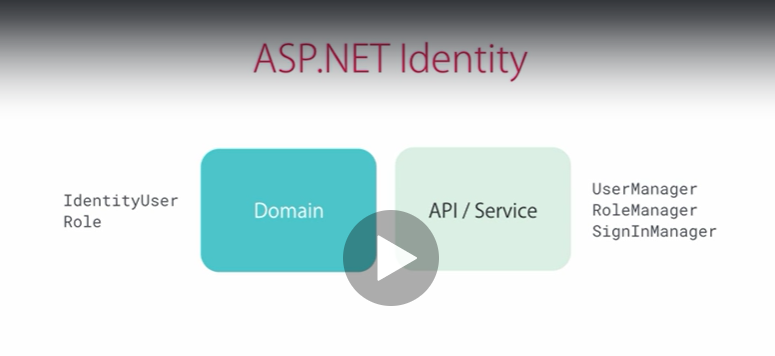 ASP.NET Identity
IdentityUser
Role
Domain
API / Service
UserManager
RoleManager
SignInManager